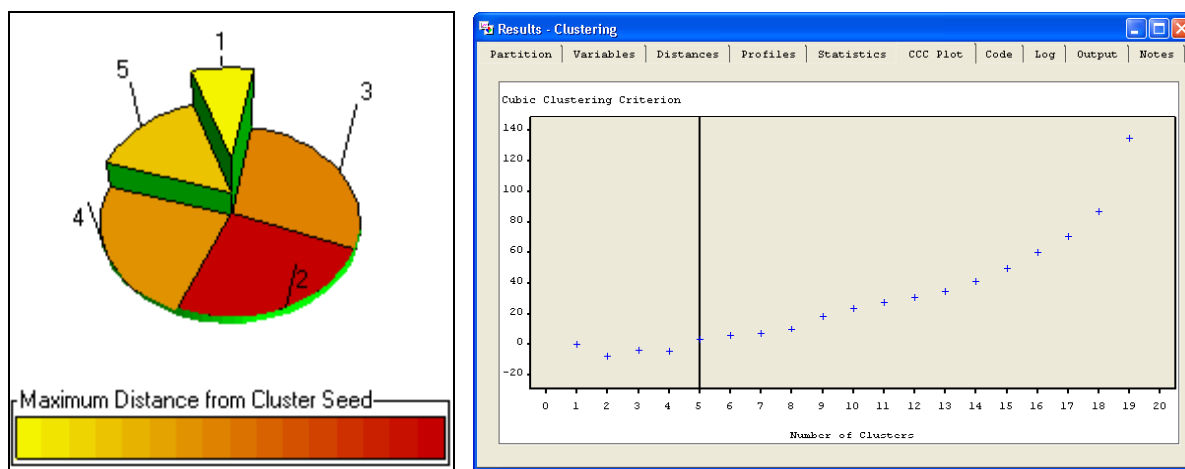 1
5
3
4
2
Maximum Distance from Cluster Seed
Results - Clustering
Partition Variables Distances Profiles Statistics CCC Plot Code Log Output Notes
Cubic Clustering Criterion
140
120
100
80
60
40
20
0
-20
0 1 2 3 4 5 6 7 8 9 10 11 12 13 14 15 16 17 18 19 20
Number of Clusters